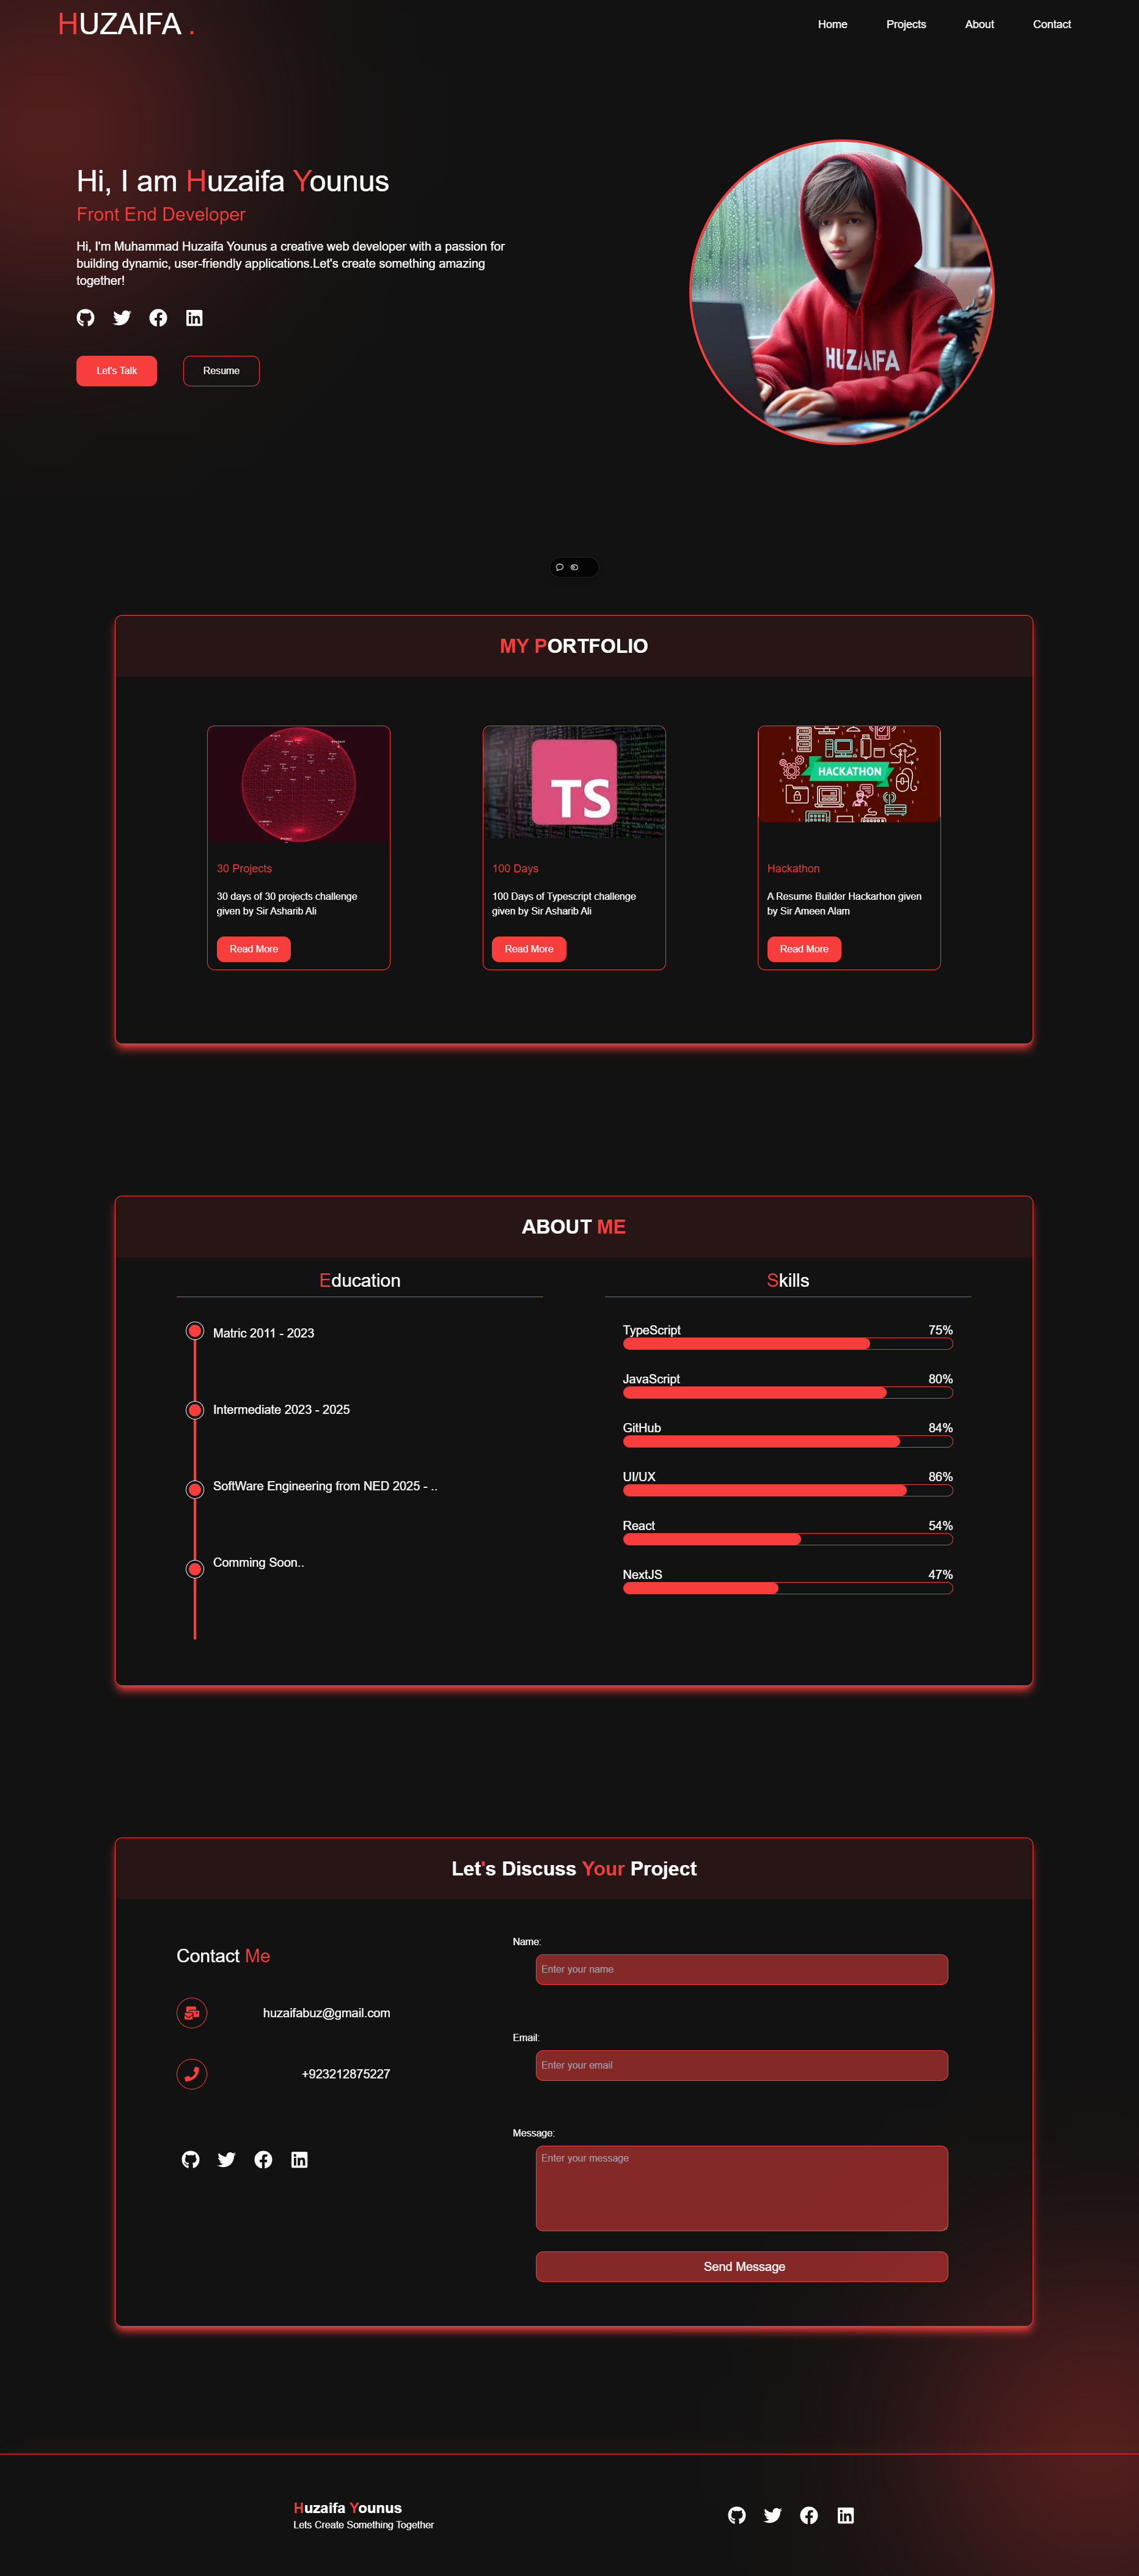 HUZAIFA .
Home Projects About Contact
Hi, I am Huzaifa Younus
Front End Developer
Hi, I'm Muhammad Huzaifa Younus a creative web developer with a passion for
building dynamic, user-friendly applications.Let's create something amazing
together!
HUZAIFA
Let's Talk Resume
MY PORTFOLIO
TS
HACKATHON
30 Projects
30 days of 30 projects challenge
given by Sir Asharib Ali
Read More
100 Days
100 Days of Typescript challenge
given by Sir Asharib Ali
Read More
Hackathon
A Resume Builder Hackarhon given
by Sir Ameen Alam
Read More
ABOUT ME
Education
Matric 2011 - 2023
Intermediate 2023 - 2025
SoftWare Engineering from NED 2025 - ..
Comming Soon..
Skills
TypeScript 75%
JavaScript 80%
GitHub 84%
UI/UX 86%
React 54%
NextJS 47%
Let's Discuss Your Project
Contact Me
huzaifabuz@gmail.com
+923212875227
Name:
Enter your name
Email:
Enter your email
Message:
Enter your message
Send Message
Huzaifa Younus
Lets Create Something Together